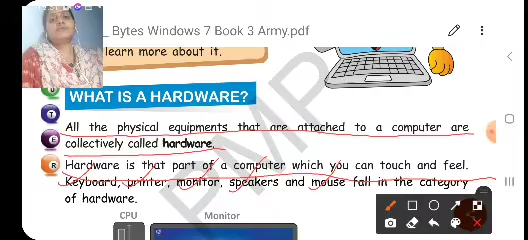 _ Bytes Windows 7 Book 3 Army.pdf
learn more about it.
WHAT IS A HARDWARE?
U
T
E
R
All the physical equipments that are attached to a computer are
collectively called hardware.
Hardware is that part of a computer which you can touch and feel.
Keyboard, printer, monitor, speakers and mouse fall in the category
of hardware.
CPU Monitor
PMP